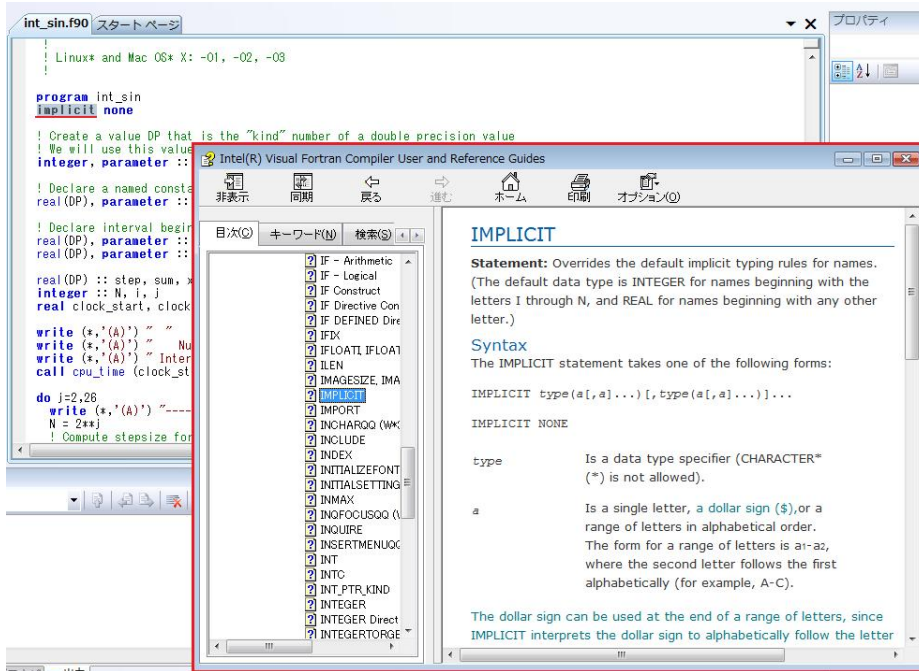 int_sin.f90 スタート ページ
プロパティ
!
! Linux* and Mac OS* X: -O1, -O2, -O3
!
program int_sin
implicit none
! Create a value DP that is the "kind" number of a double precision value
! We will use this value
integer, parameter ::
! Declare a named consta
real(DP), parameter ::
! Declare interval begin
real(DP), parameter ::
real(DP), parameter ::
real(DP) :: step, sum, x
integer :: N, i, j
real clock_start, clock
write (*,'(A)') " "
write (*,'(A)') " Nu
write (*,'(A)') " Inter
call cpu_time (clock_st
do j=2,26
write (*,'(A)') "----
N = 2**j
! Compute stepsize for
Intel(R) Visual Fortran Compiler User and Reference Guides
非表示 同期 戻る 進む ホーム 印刷 オプション(O)
目次(C) キーワード(N) 検索(S)
IF - Arithmetic
IF - Logical
IF Construct
IF Directive Con
IF DEFINED Dire
IFIX
IFLOATI, IFLOAT
ILEN
IMAGESIZE, IMA
IMPLICIT
IMPORT
INCHARQQ (W*3
INCLUDE
INDEX
INITIALIZEFONT
INITIALSETTING
INMAX
INQFOCUSQQ (\
INQUIRE
INSERTMENUQQ
INT
INTC
INT_PTR_KIND
INTEGER
INTEGER Direct
INTEGERTORGE
IMPLICIT
Statement: Overrides the default implicit typing rules for names.
(The default data type is INTEGER for names beginning with the
letters I through N, and REAL for names beginning with any other
letter.)
Syntax
The IMPLICIT statement takes one of the following forms:
IMPLICIT type(a[,a]...)[,type(a[,a]...)]...
IMPLICIT NONE
type Is a data type specifier (CHARACTER*
(*) is not allowed).
a Is a single letter, a dollar sign ($),or a
range of letters in alphabetical order.
The form for a range of letters is a1-a2,
where the second letter follows the first
alphabetically (for example, A-C).
The dollar sign can be used at the end of a range of letters, since
IMPLICIT interprets the dollar sign to alphabetically follow the letter